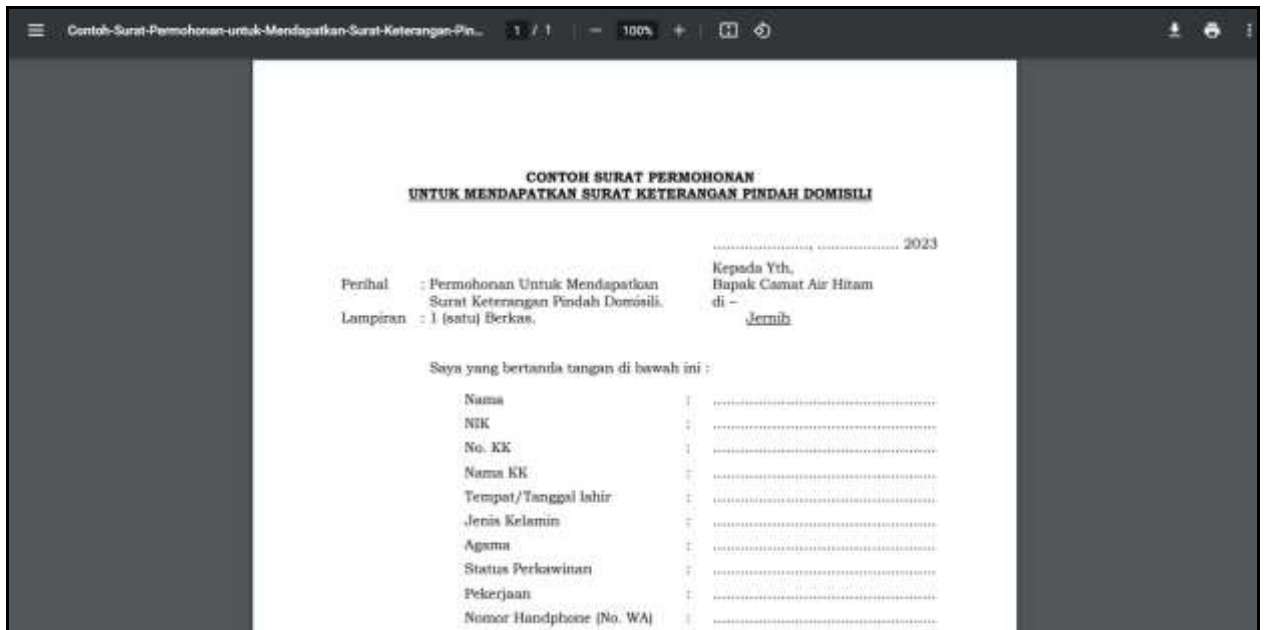 Contoh-Surat-Permohonan-untuk-Mendapatkan-Surat-Keterangan-Pin...
1 / 1
100%
CONTOH SURAT PERMOHONAN
UNTUK MENDAPATKAN SURAT KETERANGAN PINDAH DOMISILI
........................, .................... 2023
Kepada Yth,
Perihal : Permohonan Untuk Mendapatkan Bapak Camat Air Hitam
Surat Keterangan Pindah Domisili. di –
Lampiran : 1 (satu) Berkas. Jernih
Saya yang bertanda tangan di bawah ini :
Nama : ........................................................
NIK : ........................................................
No. KK : ........................................................
Nama KK : ........................................................
Tempat/Tanggal lahir : ........................................................
Jenis Kelamin : ........................................................
Agama : ........................................................
Status Perkawinan : ........................................................
Pekerjaan : ........................................................
Nomor Handphone (No. WA) : ........................................................